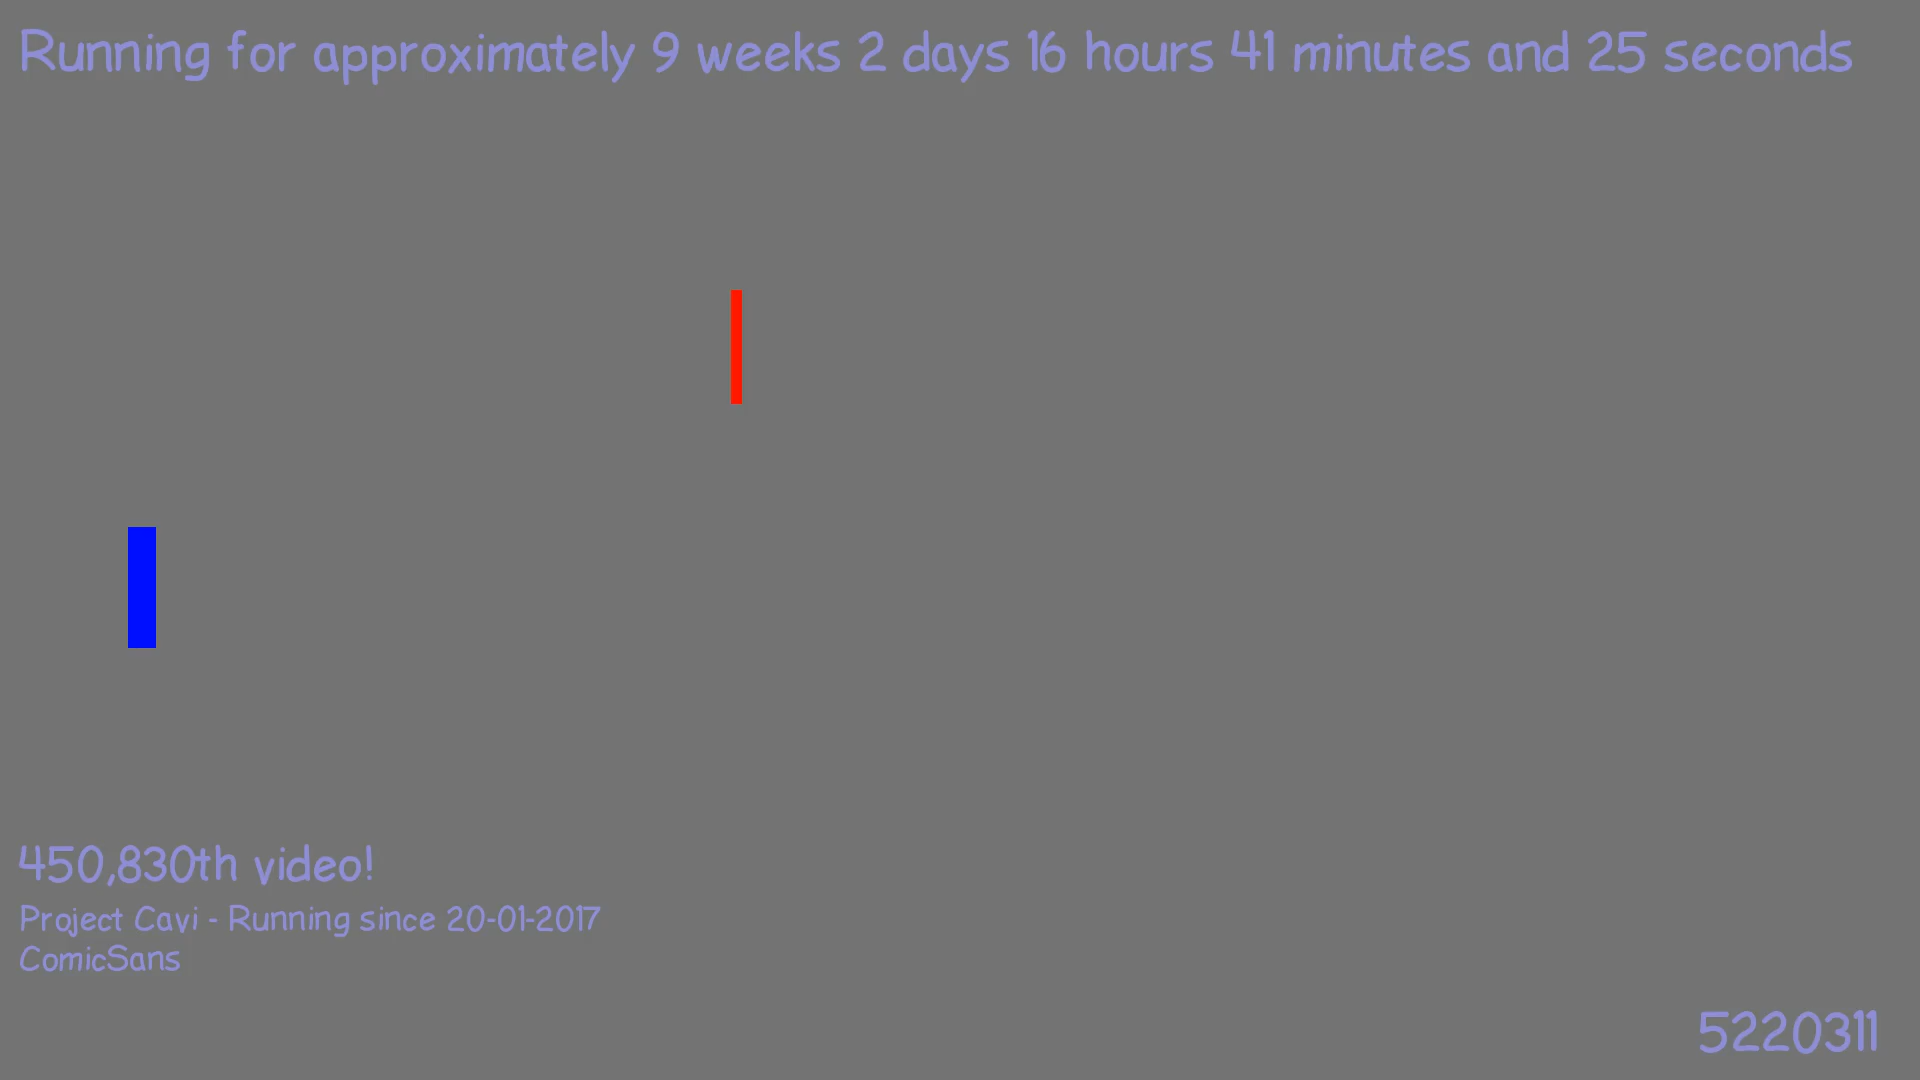 Running for approximately 9 weeks 2 days 16 hours 41 minutes and 25 seconds
450,830th video!
Project Cavi - Running since 20-01-2017
ComicSans
5220311